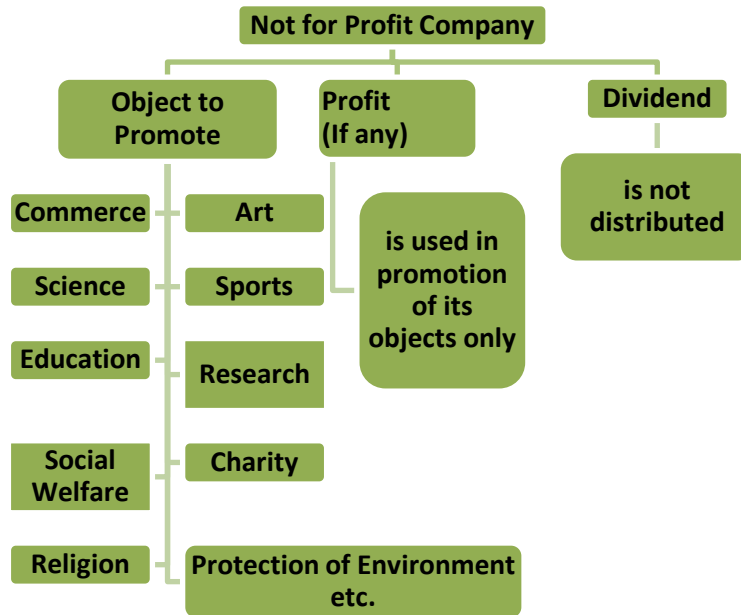 Not for Profit Company
Object to
Promote
Commerce
Art
Science
Sports
Education
Research
Social
Welfare
Charity
Religion
Protection of Environment
etc.
Profit
(If any)
is used in
promotion
of its
objects only
Dividend
is not
distributed